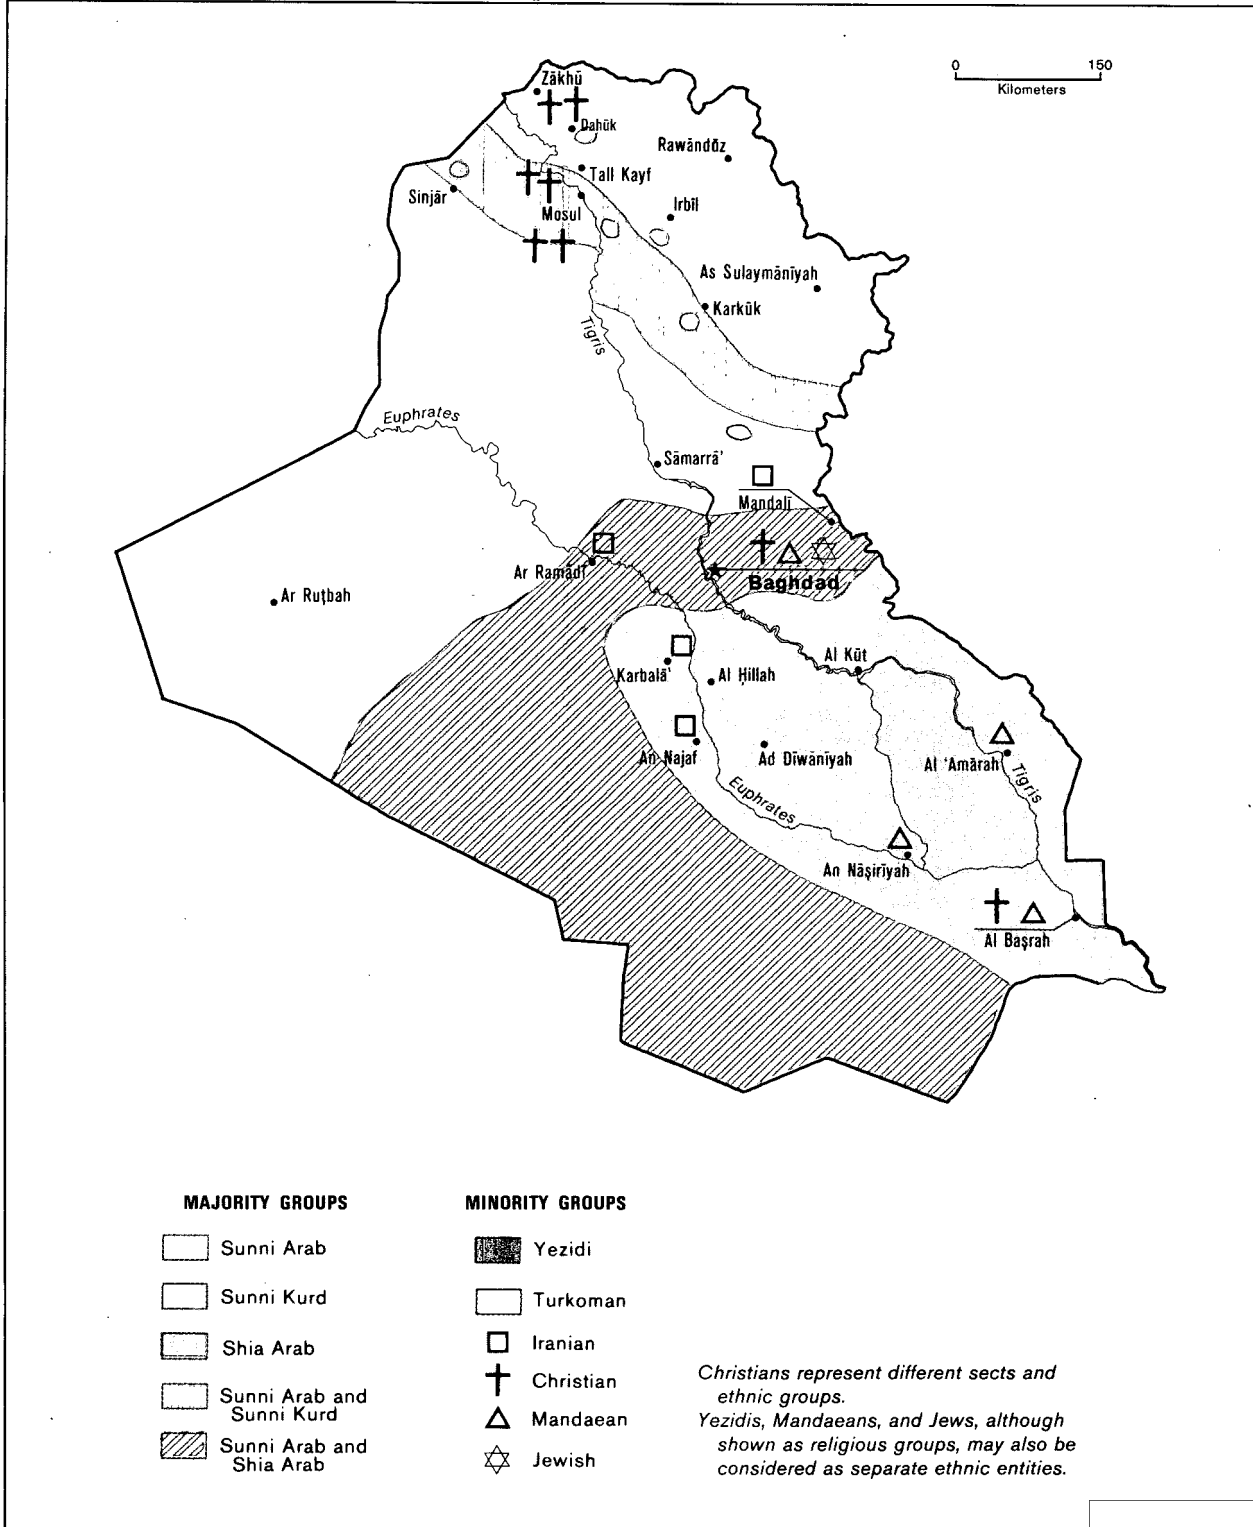 0 150
Kilometers
Zākhū
Dahūk
Rawāndūz
Tall Kayf
Sinjār
Mosul
Irbīl
As Sulaymānīyah
Karkūk
Tigris
Euphrates
Sāmarrā'
Mandalī
Ar Ramādī
Baghdad
Ar Ruṭbah
Karbalā'
Al Ḥillah
Al Kūt
An Najaf
Ad Dīwānīyah
Al 'Amārah
Tigris
Euphrates
An Nāṣirīyah
Al Baṣrah
MAJORITY GROUPS
Sunni Arab
Sunni Kurd
Shia Arab
Sunni Arab and
Sunni Kurd
Sunni Arab and
Shia Arab
MINORITY GROUPS
Yezidi
Turkoman
Iranian
Christian
Mandaean
Jewish
Christians represent different sects and
ethnic groups.
Yezidis, Mandaeans, and Jews, although
shown as religious groups, may also be
considered as separate ethnic entities.